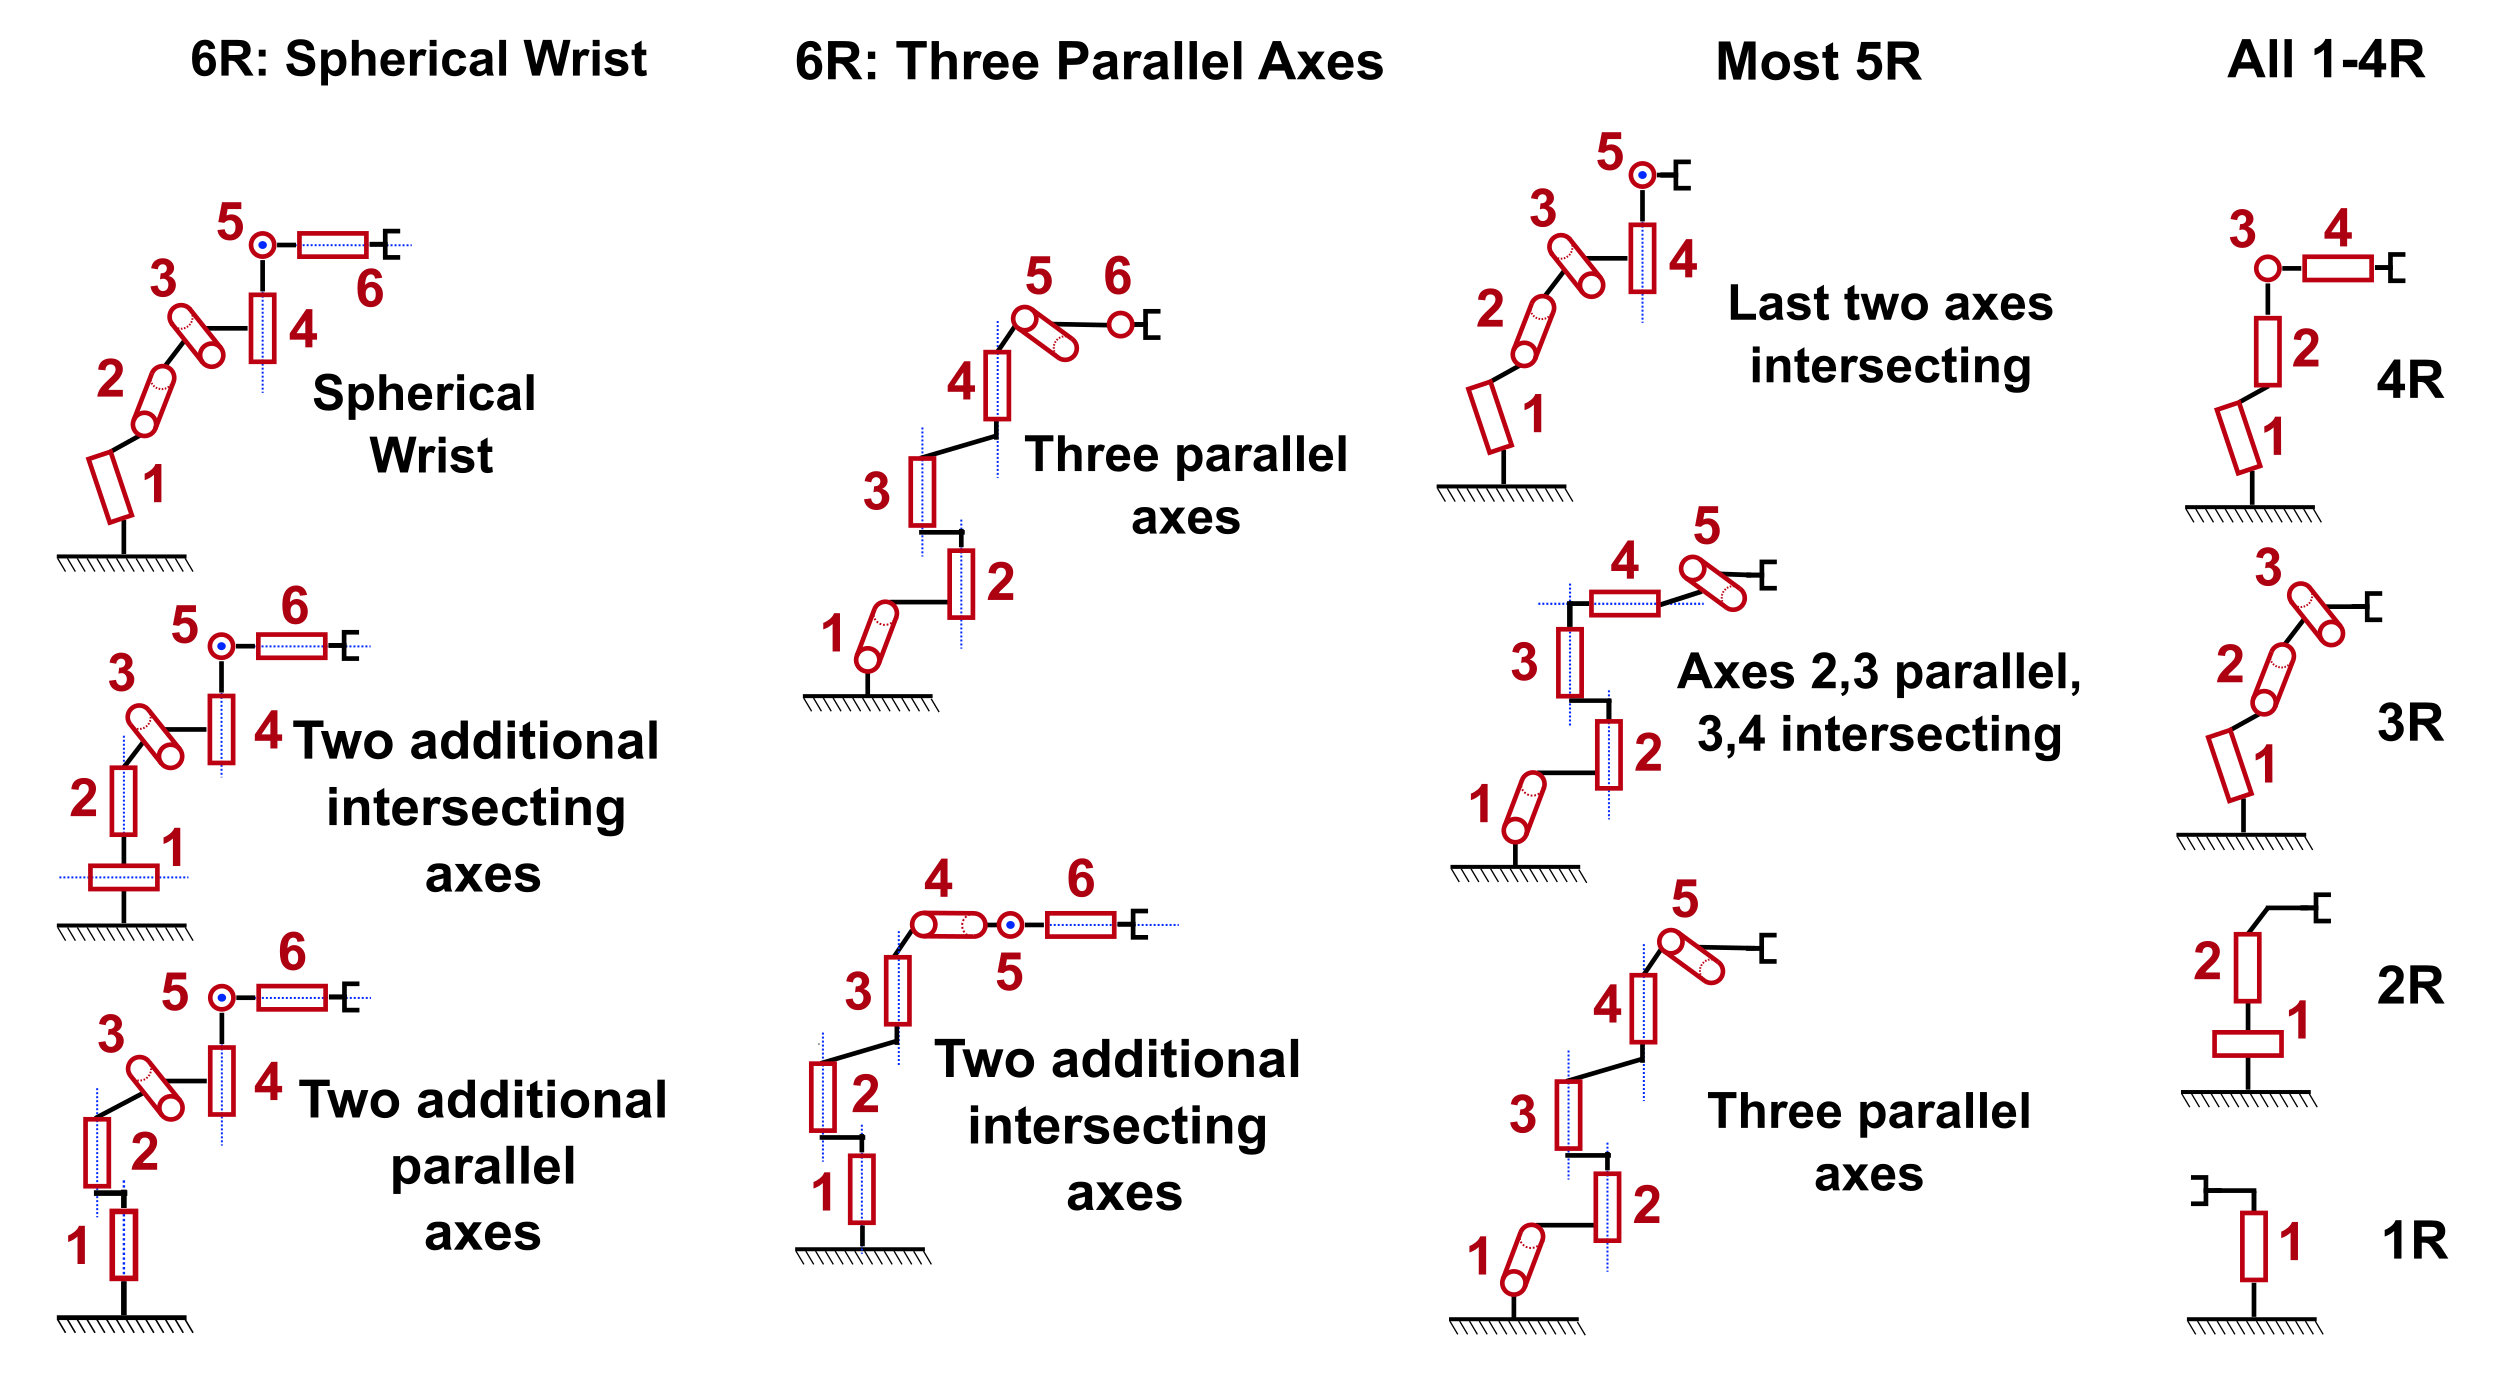 6R: Spherical Wrist
5
3
6
4
2
Spherical
Wrist
1
6
5
3
4
Two additional
intersecting
axes
2
1
6
5
3
4
Two additional
parallel
axes
2
1
6R: Three Parallel Axes
5
6
4
Three parallel
axes
3
2
1
4
6
5
3
Two additional
intersecting
axes
2
1
Most 5R
5
3
4
2
Last two axes
intersecting
1
5
4
3
Axes 2,3 parallel,
3,4 intersecting
2
1
5
4
3
Three parallel
axes
2
1
All 1-4R
3
4
2
4R
1
3
2
3R
1
2
2R
1
1
1R